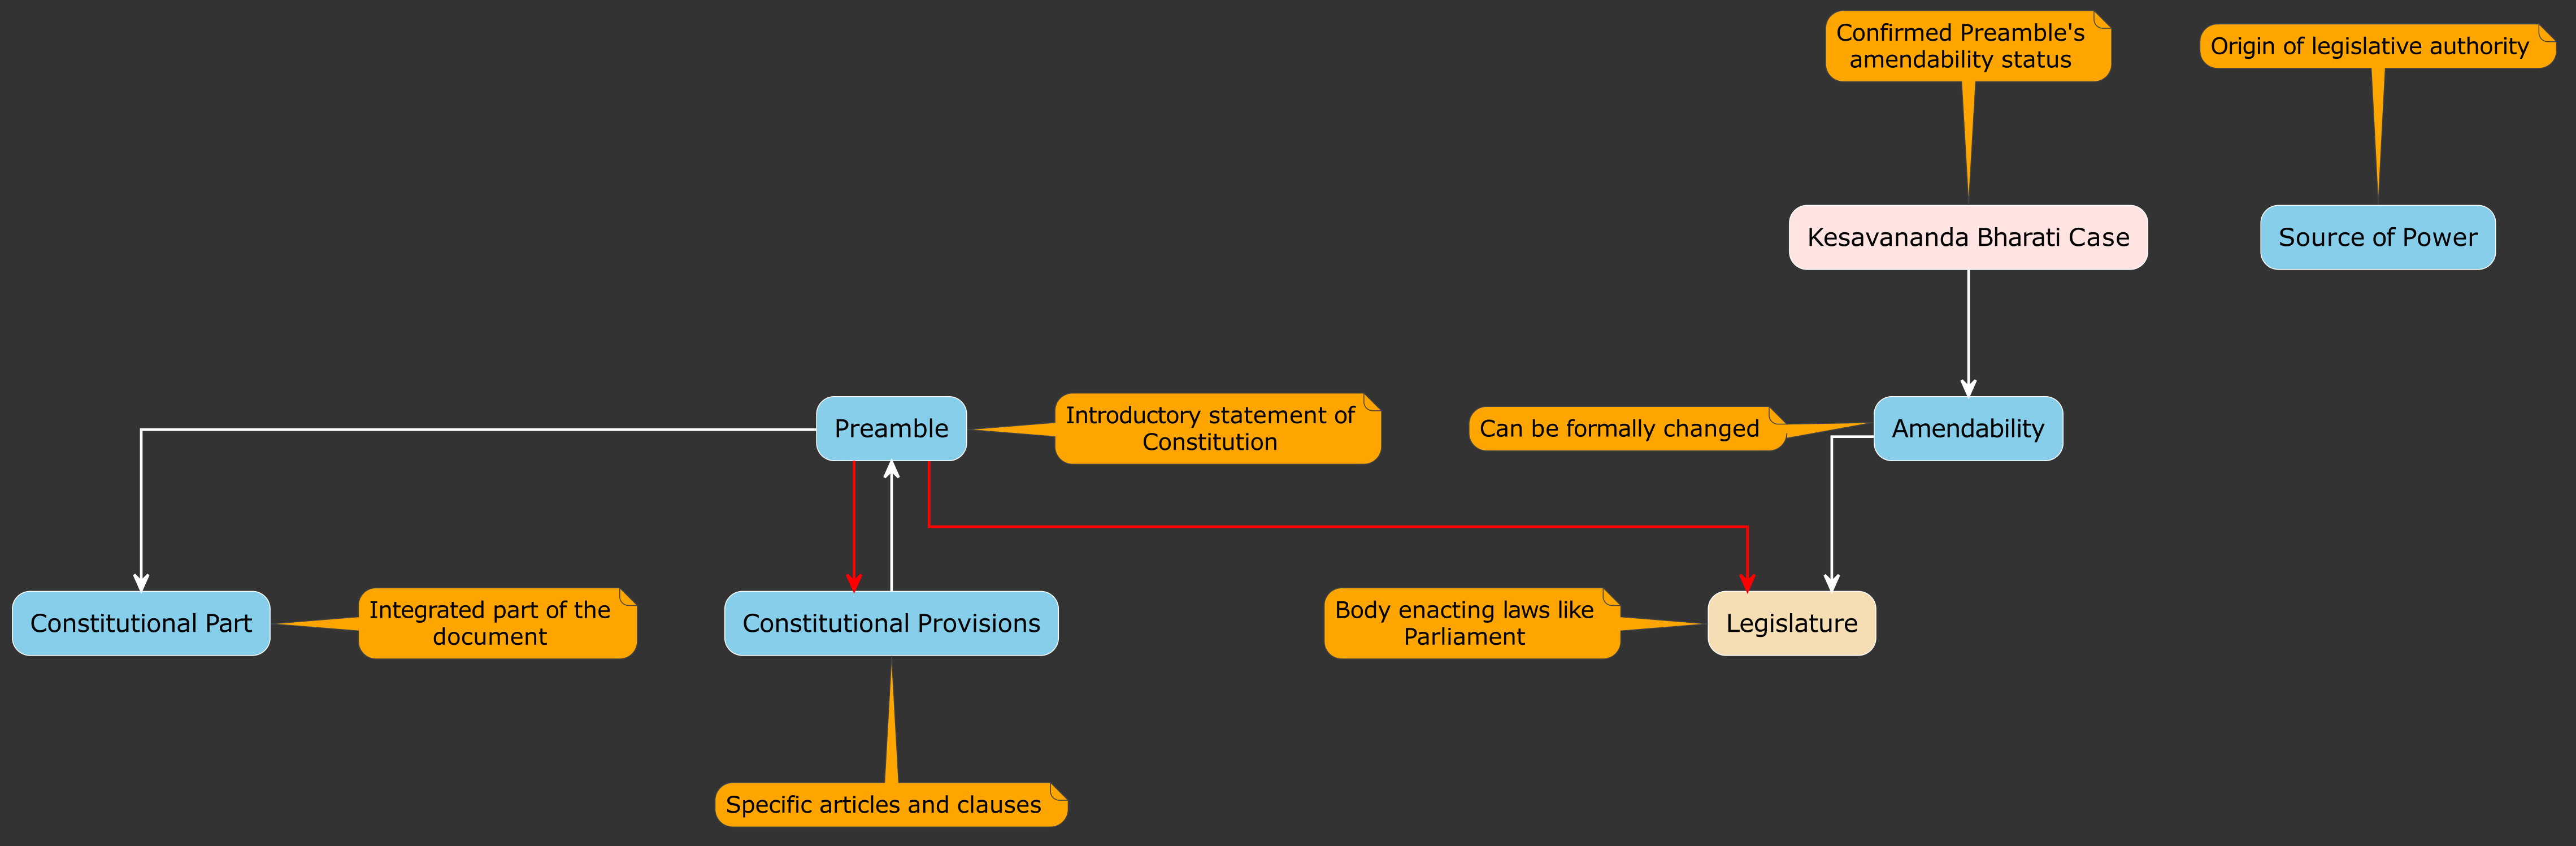 Confirmed Preamble's
amendability status
Origin of legislative authority
Kesavananda Bharati Case
Source of Power
Preamble
Introductory statement of
Constitution
Can be formally changed
Amendability
Constitutional Part
Integrated part of the
document
Constitutional Provisions
Body enacting laws like
Parliament
Legislature
Specific articles and clauses